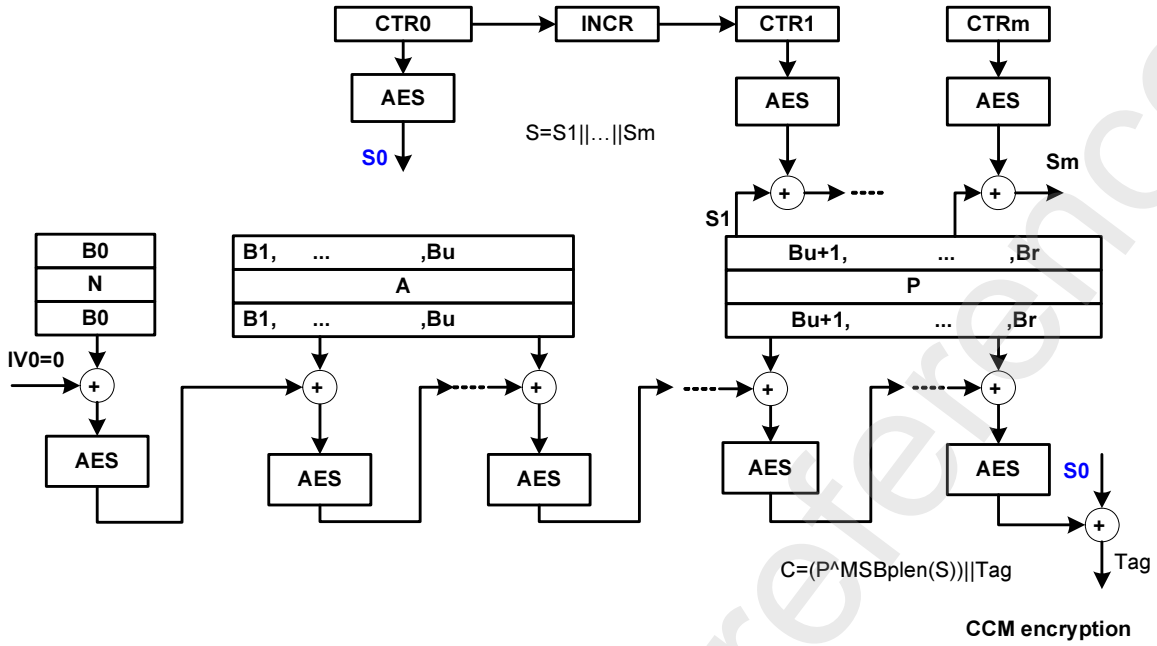 CTR0 INCR CTR1 CTRm
AES AES AES
S=S1||...||Sm
S0
Sm
+ +
S1
B0
N
B0
B1, ... ,Bu
A
B1, ... ,Bu
Bu+1, ... ,Br
P
Bu+1, ... ,Br
IV0=0
+ + + + +
AES AES AES AES AES
S0
+
Tag
C=(P^MSBplen(S))||Tag
CCM encryption
reference